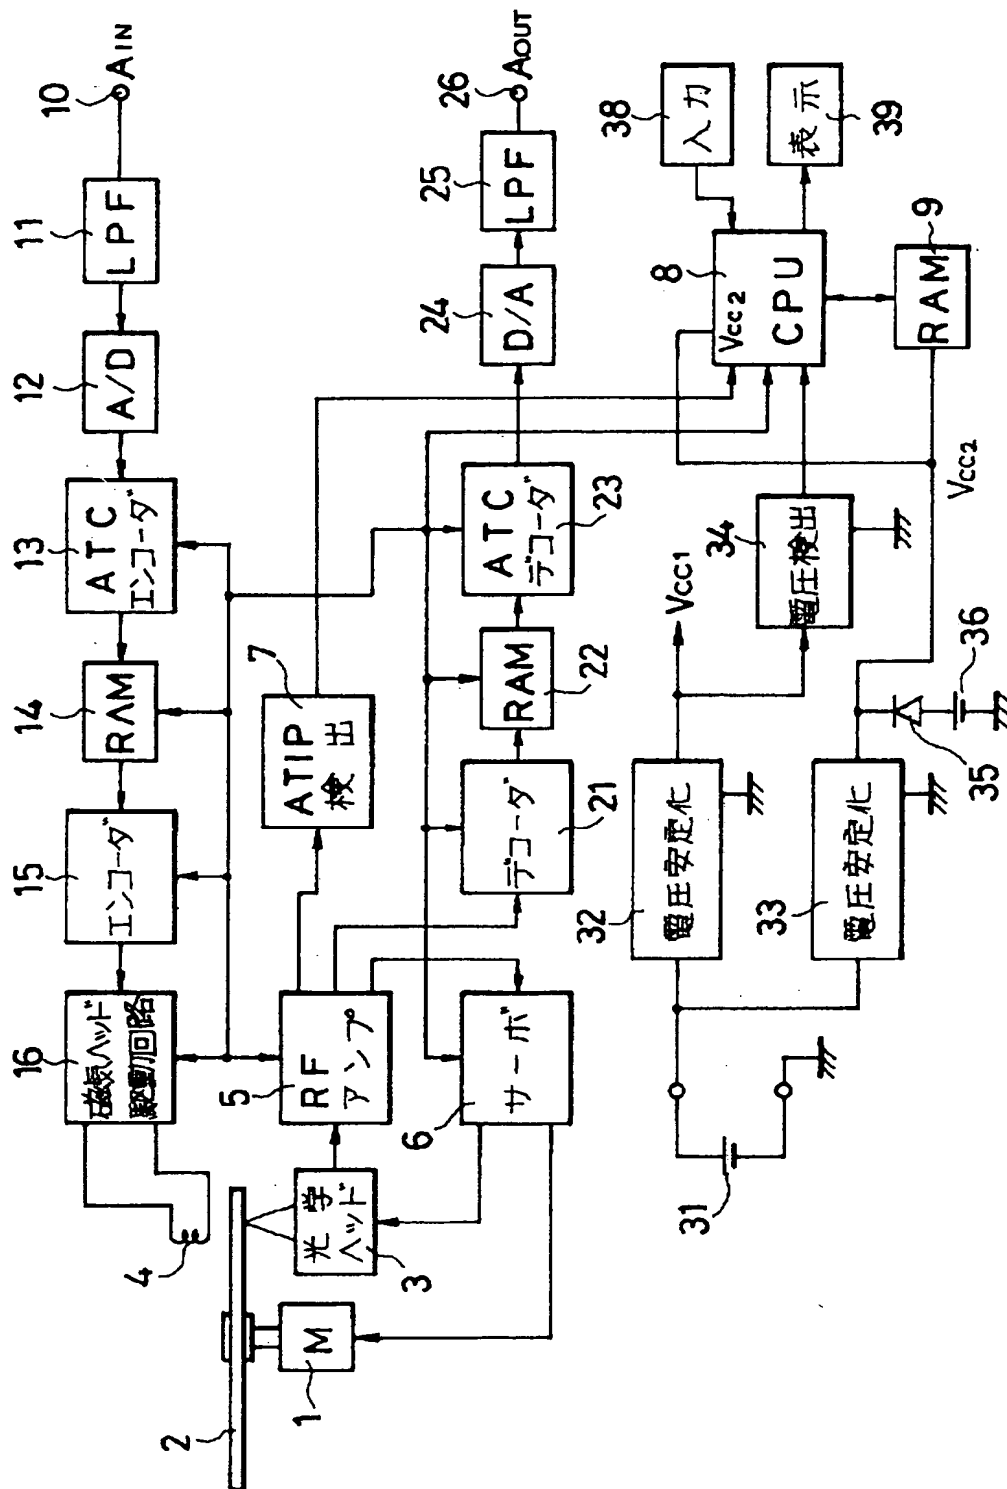 10
AIN
11
LPF
12
A/D
13
ATC
エンコーダ
14
RAM
15
エンコーダ
16
磁気ヘッド
駆動回路
4
2
1
M
3
光学
ヘッド
5
RF
アンプ
6
サーボ
7
ATIP
検出
21
デコーダ
22
RAM
23
ATC
デコーダ
24
D/A
25
LPF
26
AOUT
38
入力
39
表示
8
VCC2
CPU
9
RAM
VCC2
34
電圧検出
VCC1
32
電圧安定化
33
電圧安定化
35
36
31